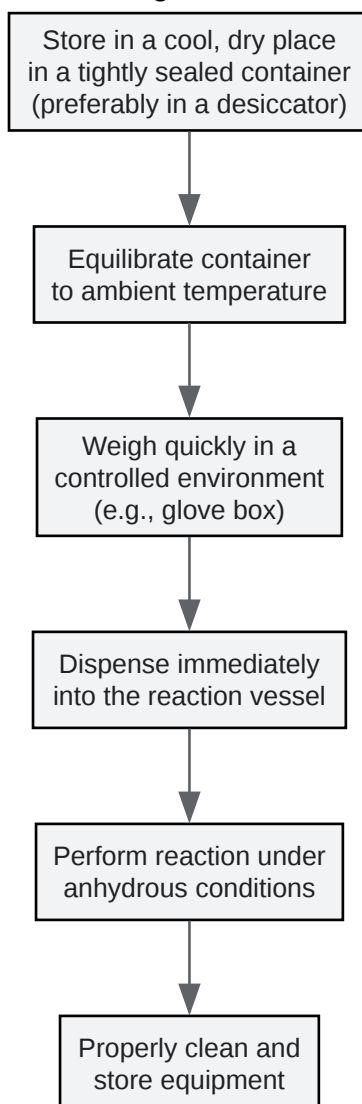 Store in a cool, dry place
in a tightly sealed container
(preferably in a desiccator)
Equilibrate container
to ambient temperature
Weigh quickly in a
controlled environment
(e.g., glove box)
Dispense immediately
into the reaction vessel
Perform reaction under
anhydrous conditions
Properly clean and
store equipment